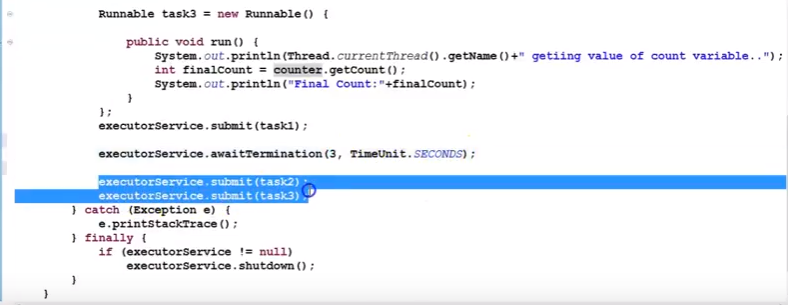 Runnable task3 = new Runnable() {
public void run() {
System.out.println(Thread.currentThread().getName()+" getiing value of count variable..");
int finalCount = counter.getCount();
System.out.println("Final Count:"+finalCount);
}
};
executorService.submit(task1);
executorService.awaitTermination(3, TimeUnit.SECONDS);
executorService.submit(task2);
executorService.submit(task3);
} catch (Exception e) {
e.printStackTrace();
} finally {
if (executorService != null)
executorService.shutdown();
}
}